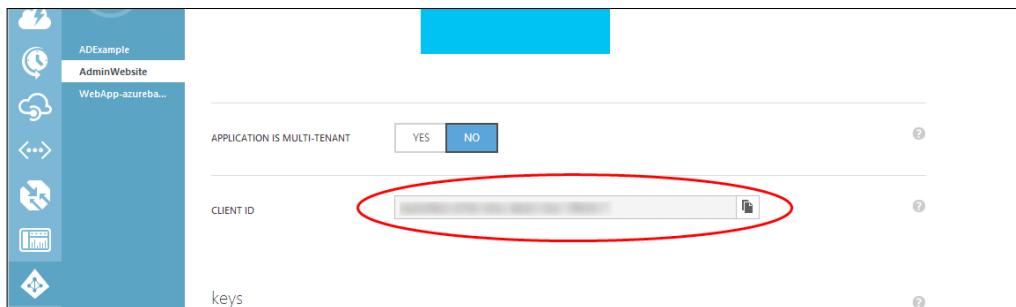 ADExample
AdminWebsite
WebApp-azureba...
APPLICATION IS MULTI-TENANT YES NO
CLIENT ID
keys